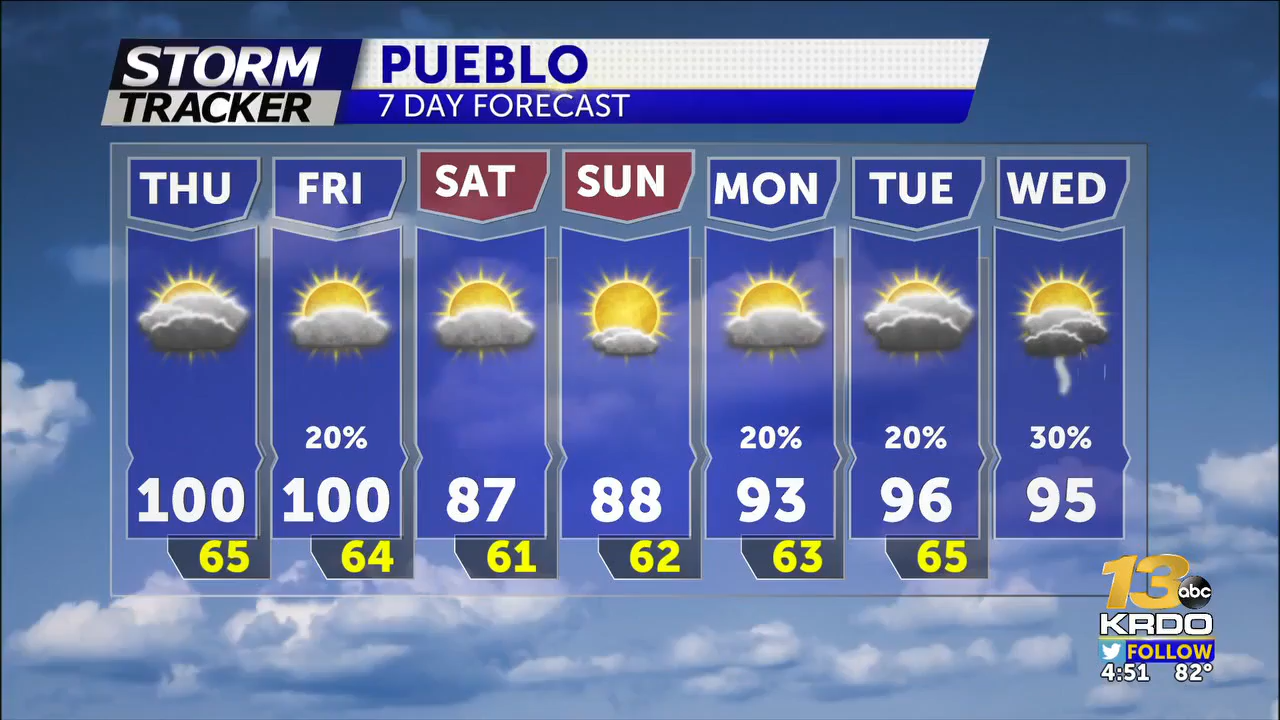 STORM
TRACKER
PUEBLO
7 DAY FORECAST
THU FRI SAT SUN MON TUE WED
20% 20% 20% 30%
100 100 87 88 93 96 95
65 64 61 62 63 65
13 abc
KRDO
FOLLOW
4:51 82°